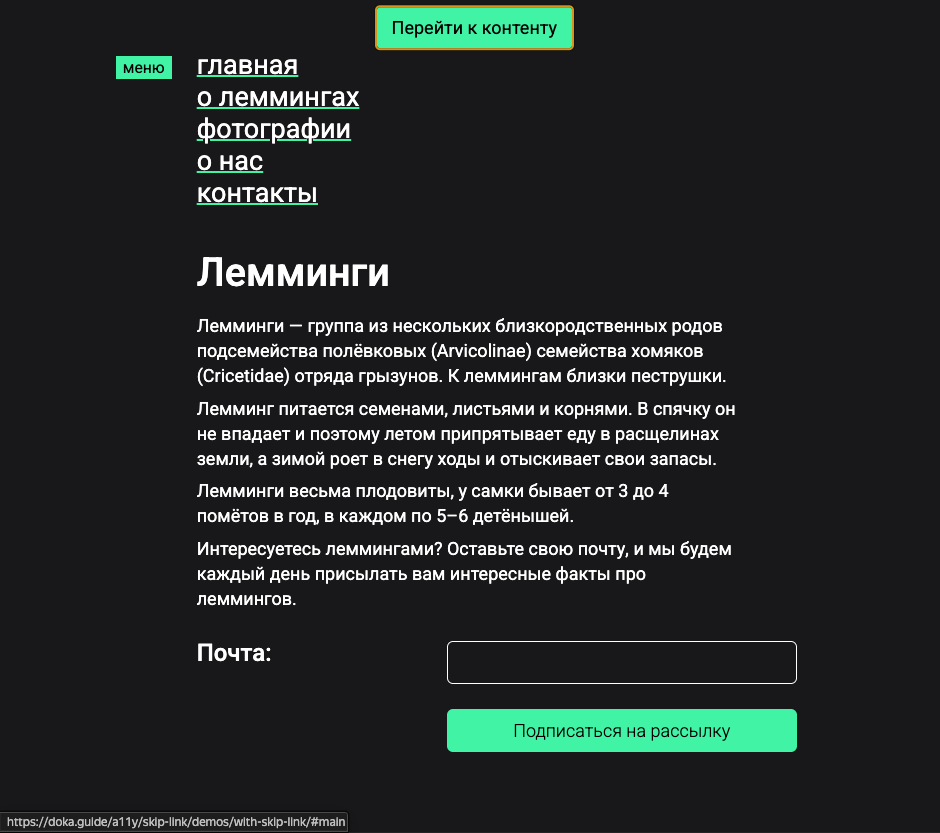 Перейти к контенту
меню
главная
о леммингах
фотографии
о нас
контакты
Лемминги
Лемминги — группа из нескольких близкородственных родов
подсемейства полёвковых (Arvicolinae) семейства хомяков
(Cricetidae) отряда грызунов. К леммингам близки пеструшки.
Лемминг питается семенами, листьями и корнями. В спячку он
не впадает и поэтому летом припрятывает еду в расщелинах
земли, а зимой роет в снегу ходы и отыскивает свои запасы.
Лемминги весьма плодовиты, у самки бывает от 3 до 4
помётов в год, в каждом по 5–6 детёнышей.
Интересуетесь леммингами? Оставьте свою почту, и мы будем
каждый день присылать вам интересные факты про
леммингов.
Почта:
Подписаться на рассылку
https://doka.guide/a11y/skip-link/demos/with-skip-link/#main